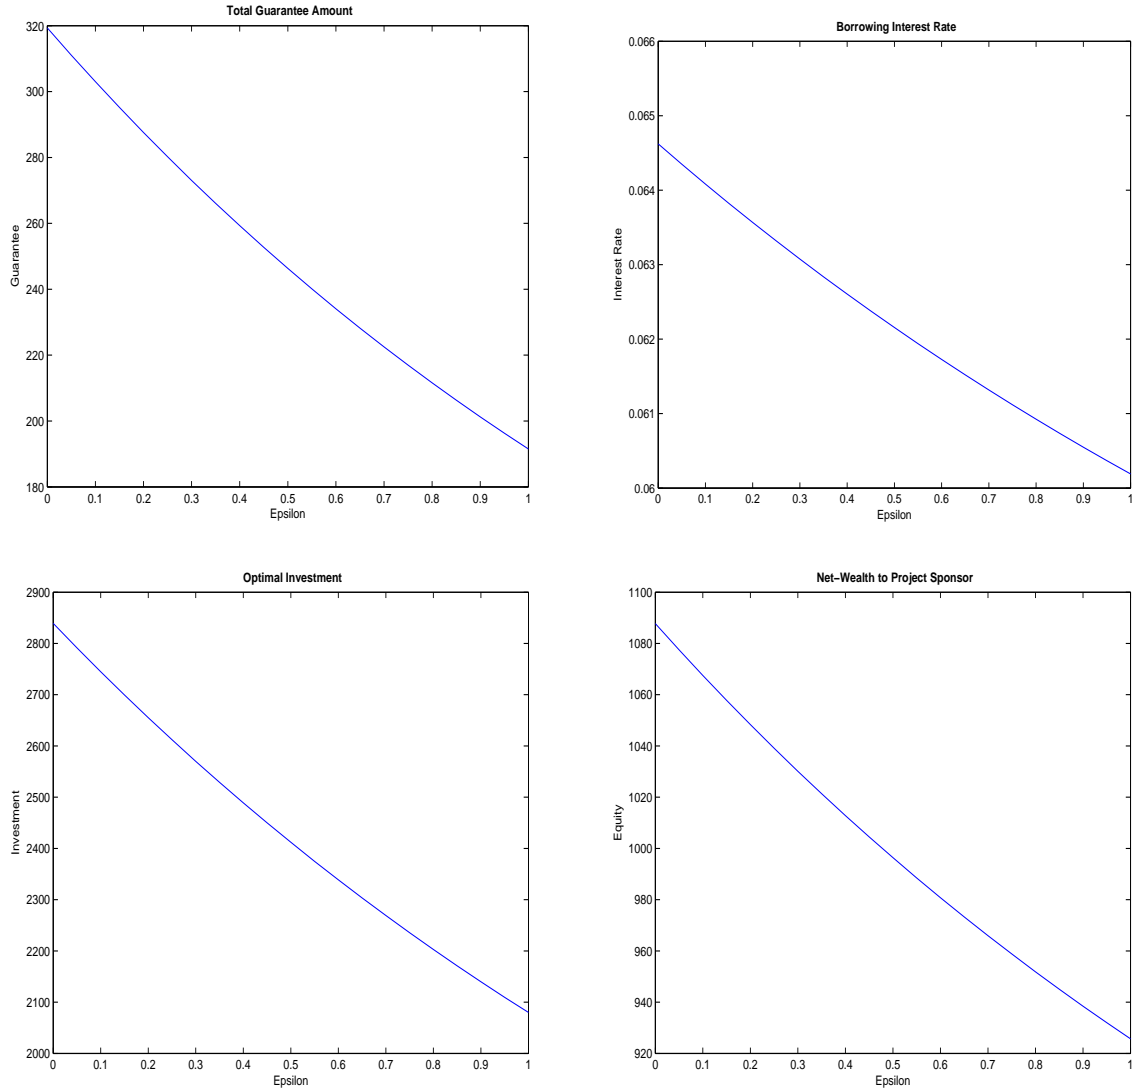 Total Guarantee Amount
320
300
280
260
240
220
200
180
Guarantee
0 0.1 0.2 0.3 0.4 0.5 0.6 0.7 0.8 0.9 1
Epsilon
Borrowing Interest Rate
0.066
0.065
0.064
0.063
0.062
0.061
0.06
Interest Rate
0 0.1 0.2 0.3 0.4 0.5 0.6 0.7 0.8 0.9 1
Epsilon
Optimal Investment
2900
2800
2700
2600
2500
2400
2300
2200
2100
2000
Investment
0 0.1 0.2 0.3 0.4 0.5 0.6 0.7 0.8 0.9 1
Epsilon
Net−Wealth to Project Sponsor
1100
1080
1060
1040
1020
1000
980
960
940
920
Equity
0 0.1 0.2 0.3 0.4 0.5 0.6 0.7 0.8 0.9 1
Epsilon